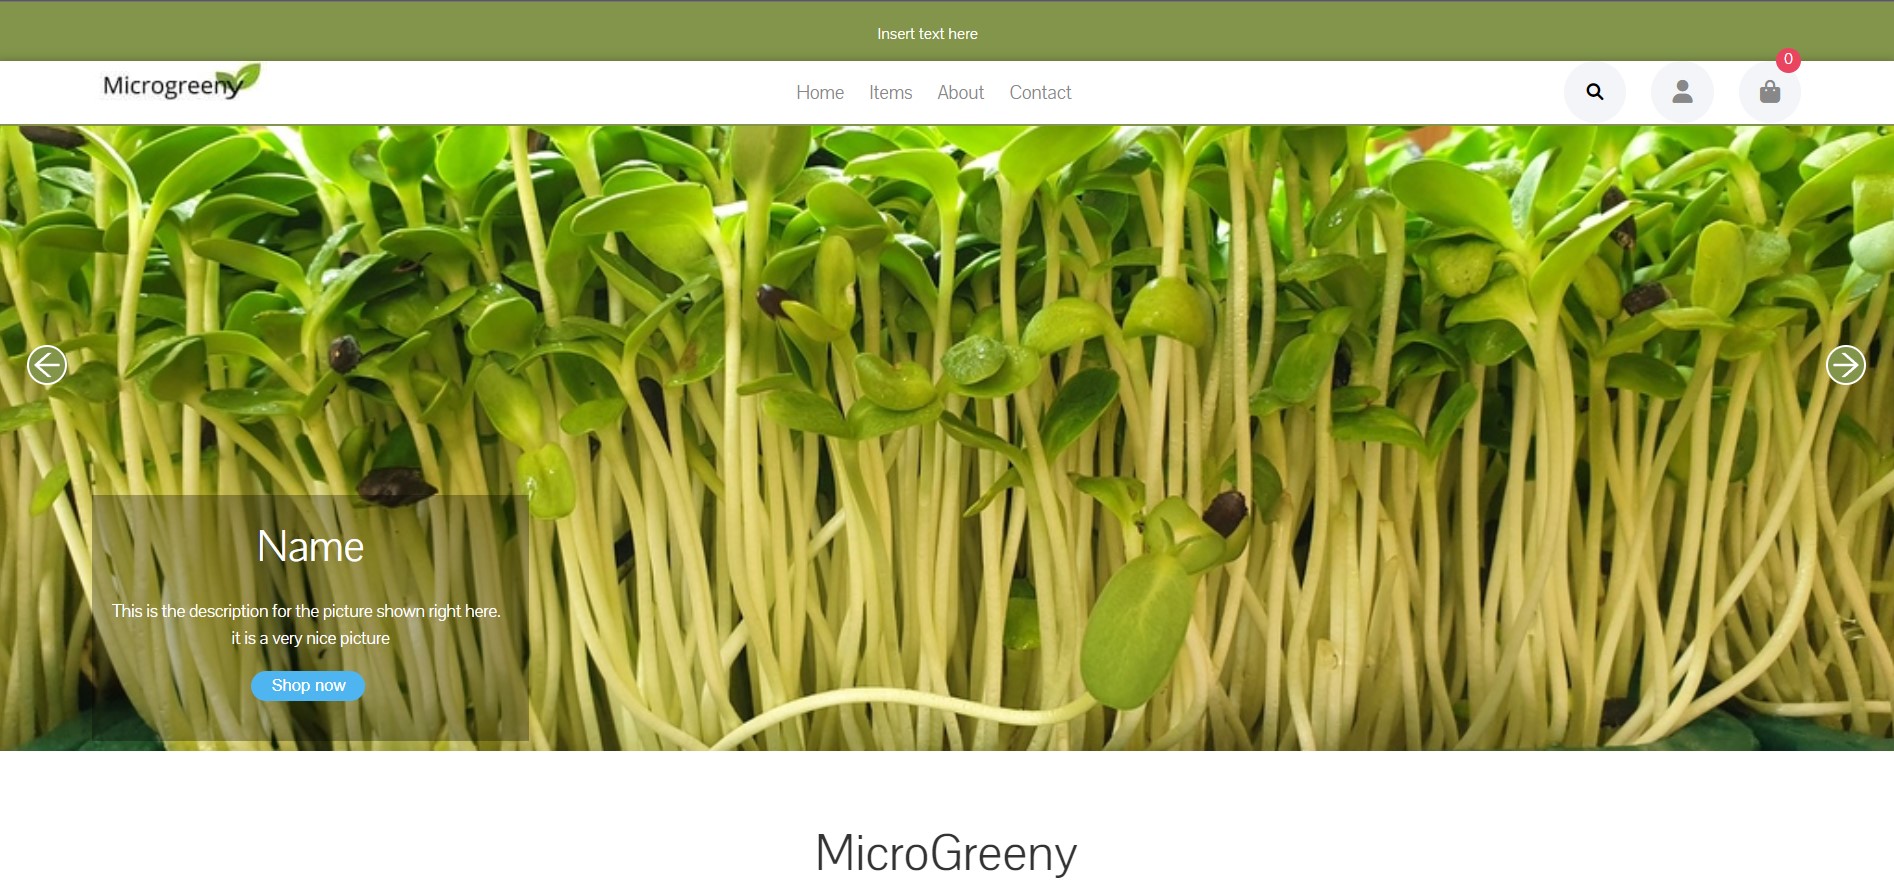 Insert text here
Microgreeny
Home Items About Contact
0
Name
This is the description for the picture shown right here.
it is a very nice picture
Shop now
MicroGreeny